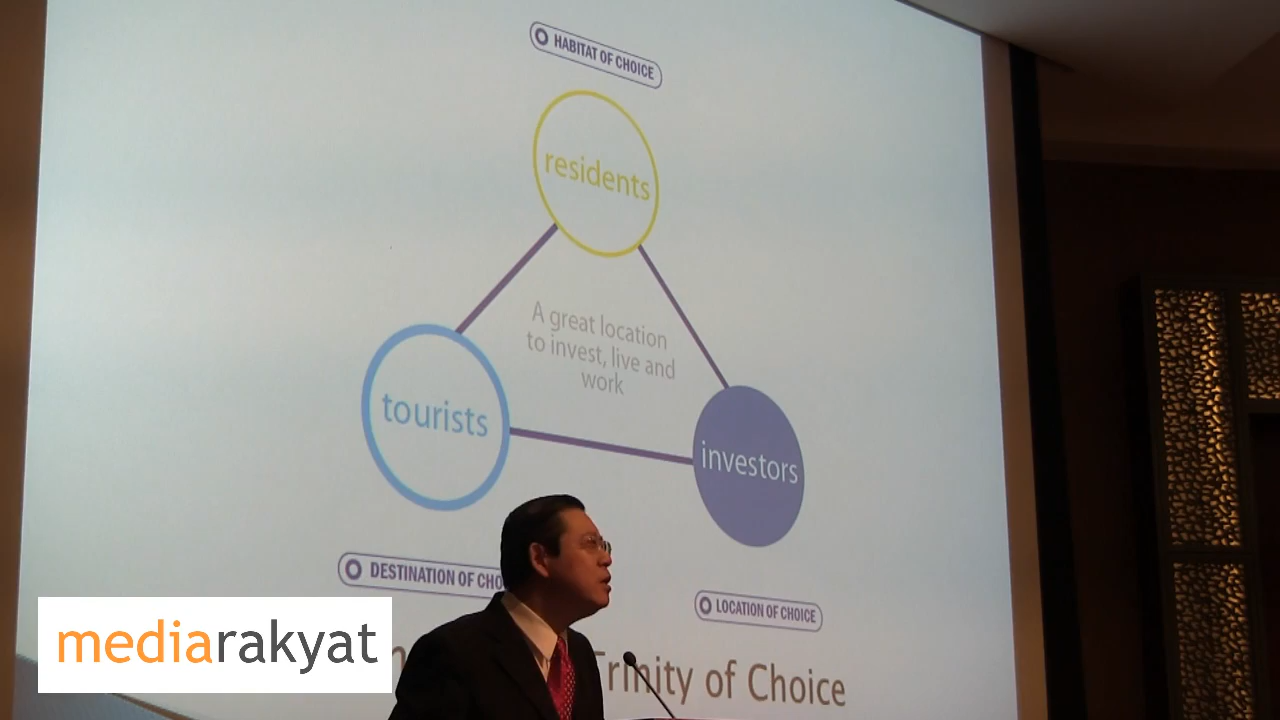 HABITAT OF CHOICE
residents
A great location
to invest, live and
work
tourists
investors
DESTINATION OF
LOCATION OF CHOICE
Trinity of Choice
mediarakyat